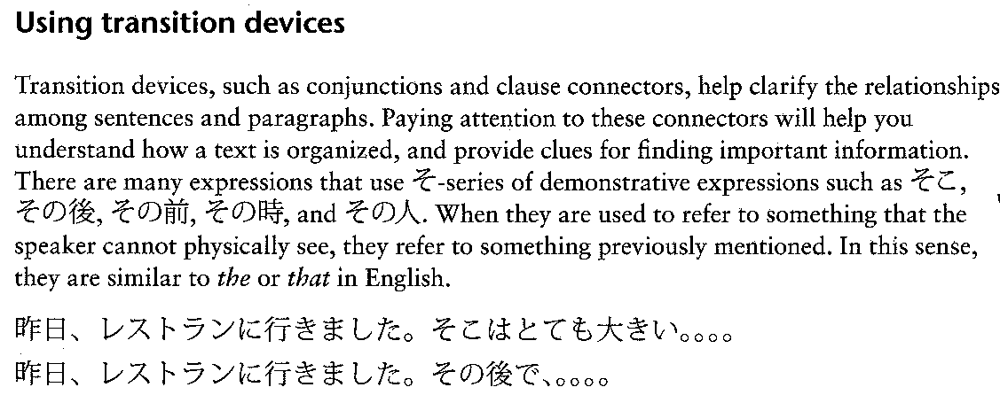 Using transition devices
Transition devices, such as conjunctions and clause connectors, help clarify the relationships
among sentences and paragraphs. Paying attention to these connectors will help you
understand how a text is organized, and provide clues for finding important information.
There are many expressions that use そ-series of demonstrative expressions such as そこ,
その後, その前, その時, and その人. When they are used to refer to something that the
speaker cannot physically see, they refer to something previously mentioned. In this sense,
they are similar to the or that in English.
昨日、レストランに行きました。そこはとても大きい。。。。
昨日、レストランに行きました。その後で、。。。。